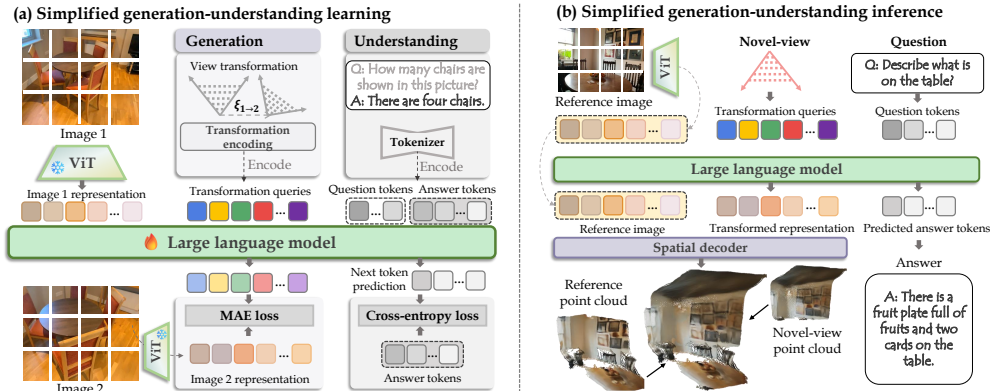 (a) Simplified generation-understanding learning
Image 1
ViT
Image 1 representation
Generation
View transformation
ξ1→2
Transformation
encoding
Encode
Transformation queries
Understanding
Q: How many chairs are
shown in this picture?
A: There are four chairs.
Tokenizer
Encode
Question tokens
Answer tokens
Large language model
Image 2
ViT
MAE loss
Image 2 representation
Next token
prediction
Cross-entropy loss
Answer tokens
(b) Simplified generation-understanding inference
Reference image
ViT
Novel-view
Transformation queries
Question
Q: Describe what is
on the table?
Question tokens
Large language model
Reference image
Transformed representation
Predicted answer tokens
Spatial decoder
Reference
point cloud
Novel-view
point cloud
Answer
A: There is a
fruit plate full of
fruits and two
cards on the
table.